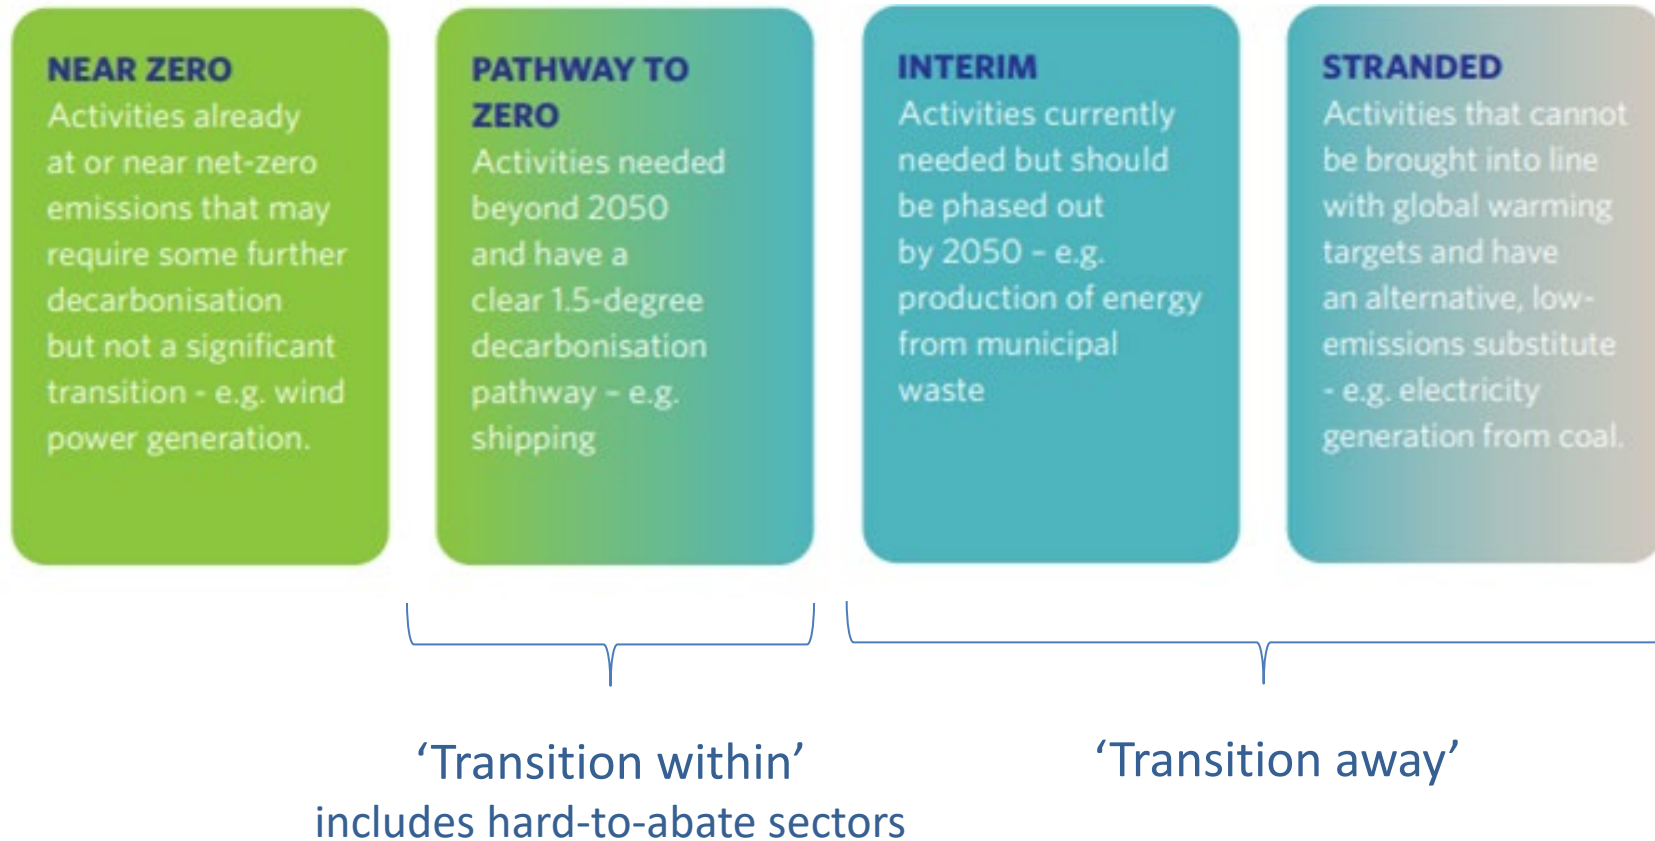 NEAR ZERO
Activities already
at or near net-zero
emissions that may
require some further
decarbonisation
but not a significant
transition - e.g. wind
power generation.
PATHWAY TO
ZERO
Activities needed
beyond 2050
and have a
clear 1.5-degree
decarbonisation
pathway – e.g.
shipping
INTERIM
Activities currently
needed but should
be phased out
by 2050 – e.g.
production of energy
from municipal
waste
STRANDED
Activities that cannot
be brought into line
with global warming
targets and have
an alternative, low-
emissions substitute
- e.g. electricity
generation from coal.
‘Transition within’
includes hard-to-abate sectors
‘Transition away’